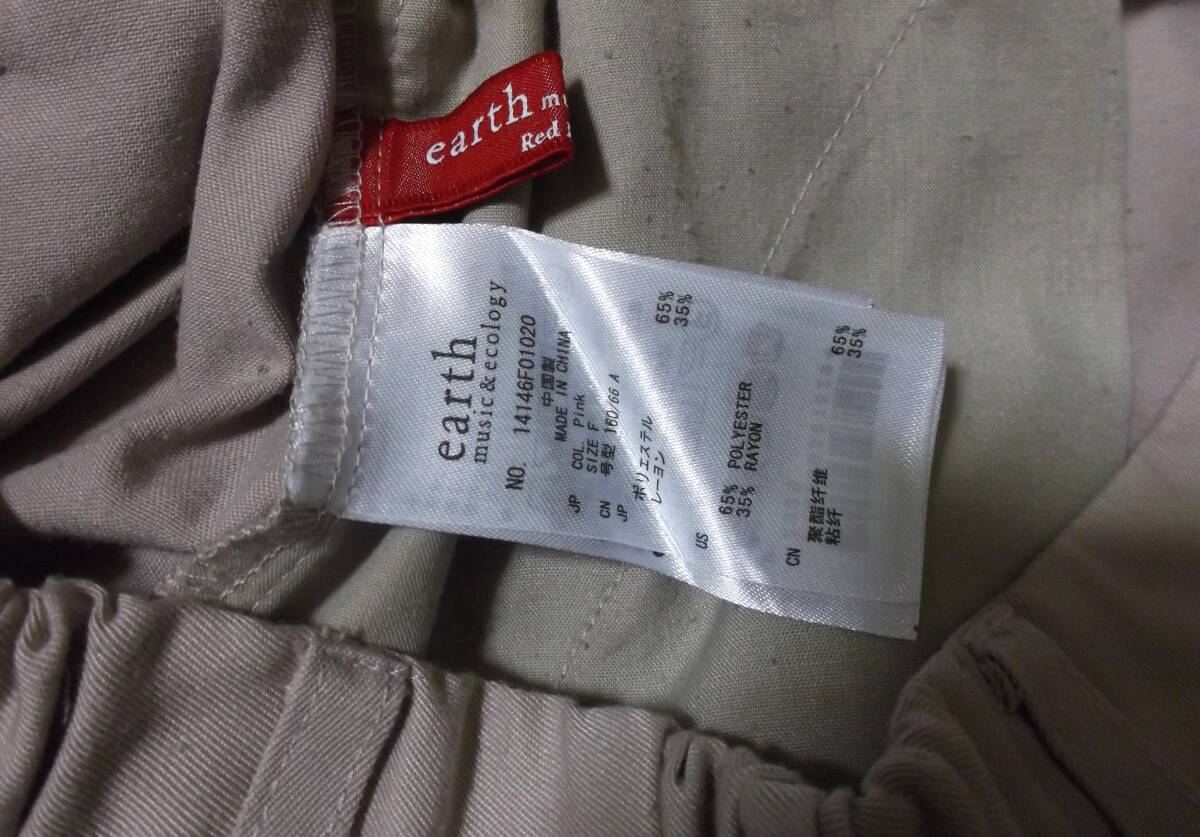 earth
Red
earth
music & ecology
NO. 14146F01020
中国製
MADE IN CHINA
JP COL. Pink
SIZE F
CN 号型 160/66 A
JP ポリエステル 65%
レーヨン 35%
US 65% POLYESTER
35% RAYON
CN 聚酯纤维 65%
粘纤 35%